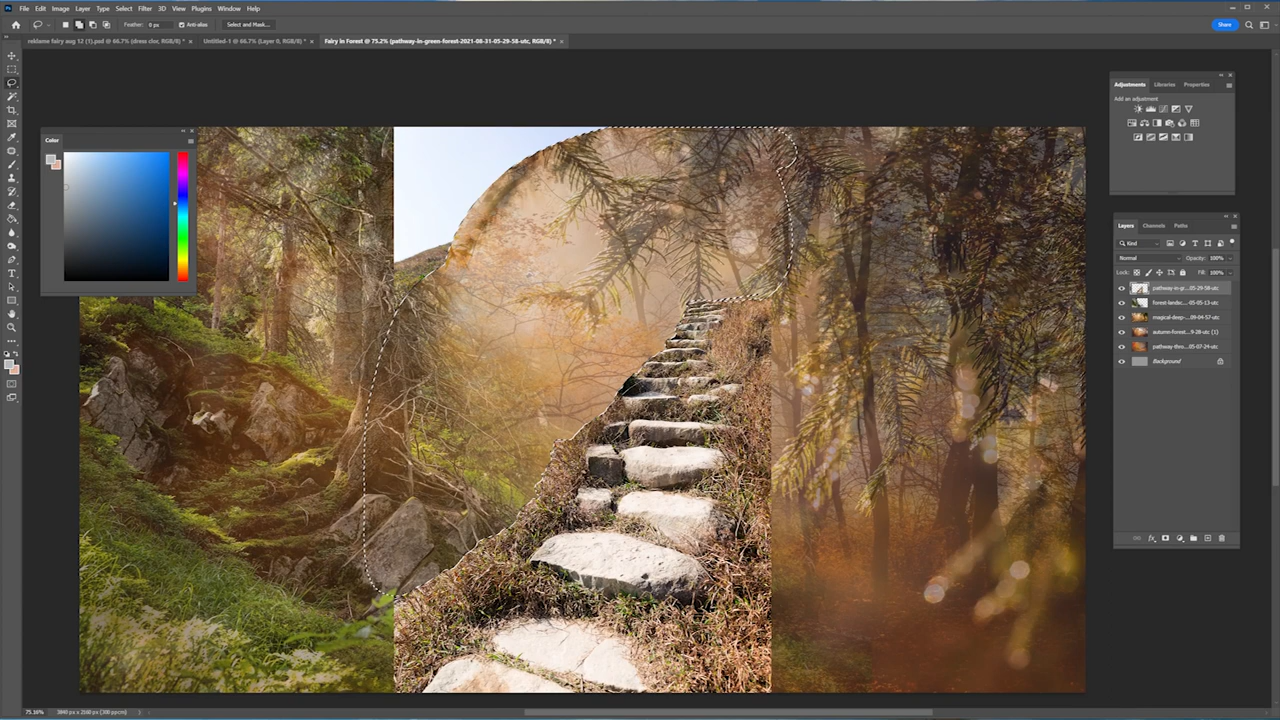 Ps File Edit Image Layer Type Select Filter 3D View Plugins Window Help
Feather: 0 px Anti-alias Select and Mask... Share
reklame fairy aug 12 (1).psd @ 66.7% (dress clor, RGB/8) * × Untitled-1 @ 66.7% (Layer 0, RGB/8) * × Fairy in Forest @ 75.2% (pathway-in-green-forest-2021-08-31-05-29-58-utc, RGB/8) * ×
Color
Adjustments Libraries Properties
Add an adjustment
Layers Channels Paths
Kind
Normal Opacity: 100%
Lock: Fill: 100%
pathway-in-gr...05-29-58-utc
forest-landsc...-05-05-13-utc
magical-deep-...09-04-57-utc
autumn-forest...9-28-utc (1)
pathway-thro...05-07-24-utc
Background
75.16% 3840 px x 2160 px (300 ppcm)